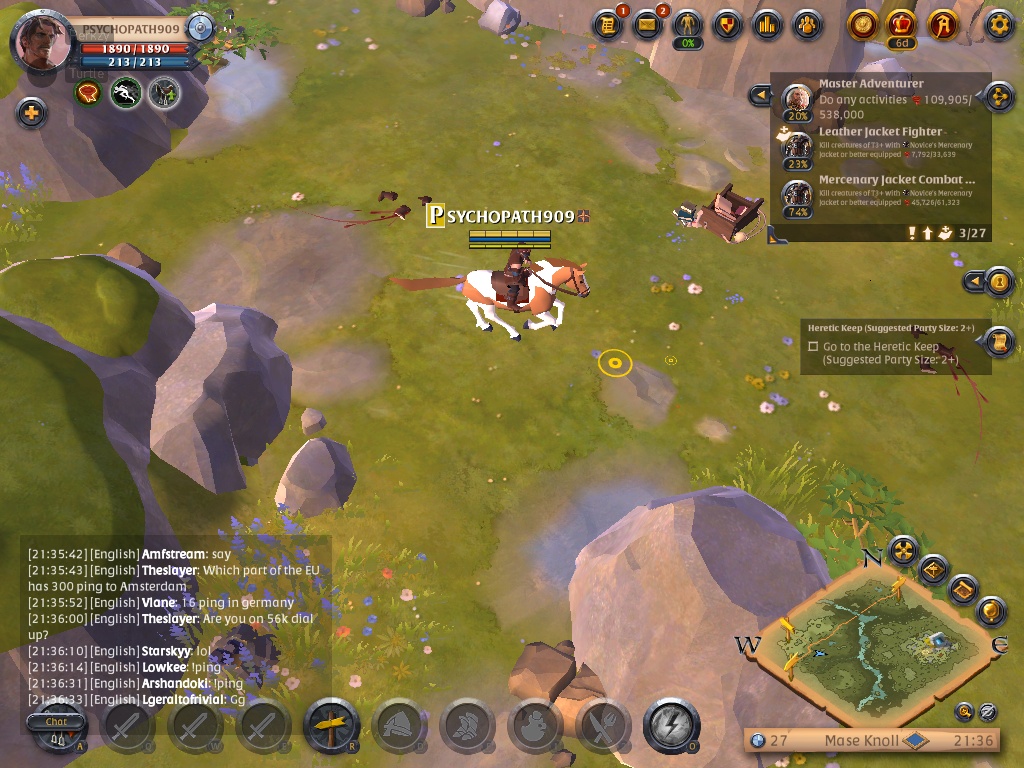 PSYCHOPATH909
1890 / 1890
213 / 213
Turtle
1
2
0%
6d
Master Adventurer
Do any activities 109,905/
538,000
20%
Leather Jacket Fighter
Kill creatures of T3+ with Novice's Mercenary
Jacket or better equipped 7,792/33,639
23%
Mercenary Jacket Combat ...
Kill creatures of T3+ with Novice's Mercenary
Jacket or better equipped 45,726/61,323
74%
3/27
PSYCHOPATH909
Heretic Keep (Suggested Party Size: 2+)
Go to the Heretic Keep
(Suggested Party Size: 2+)
[21:35:42] [English] Amfstream: say
[21:35:43] [English] Theslayer: Which part of the EU
has 300 ping to Amsterdam
[21:35:52] [English] Vlane: 16 ping in germany
[21:36:00] [English] Theslayer: Are you on 56k dial
up?
[21:36:10] [English] Starskyy: lol
[21:36:14] [English] Lowkee: !ping
[21:36:31] [English] Arshandoki: !ping
[21:36:33] [English] Lgeraltofrivial: Gg
N
W
E
Chat
A
Q
W
E
R
D
O
27
Mase Knoll
21:36